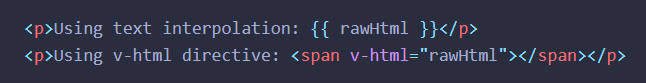 <p>Using text interpolation: {{ rawHtml }}</p>
<p>Using v-html directive: <span v-html="rawHtml"></span></p>